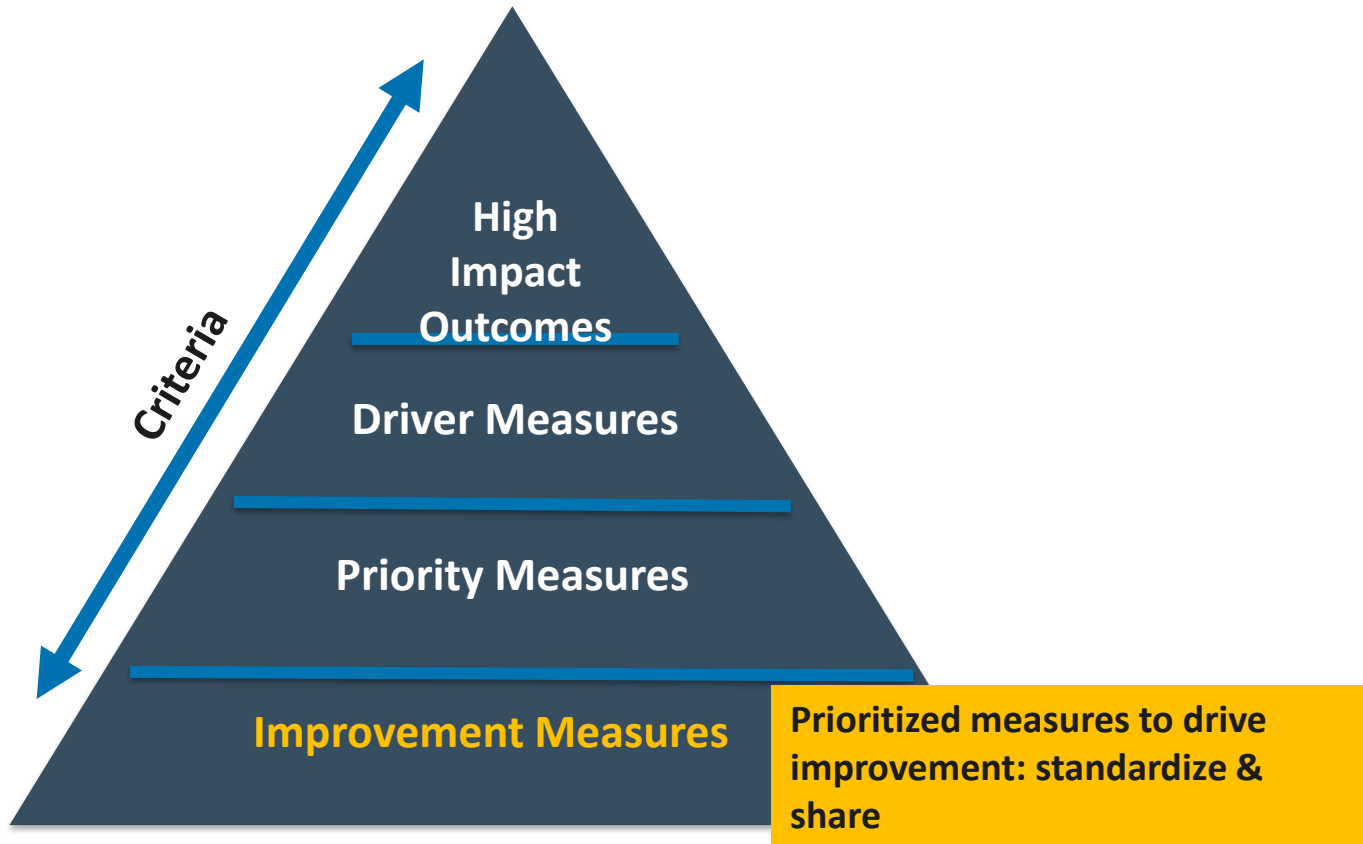 High
Impact
Outcomes
Criteria
Driver Measures
Priority Measures
Improvement Measures
Prioritized measures to drive
improvement: standardize &
share